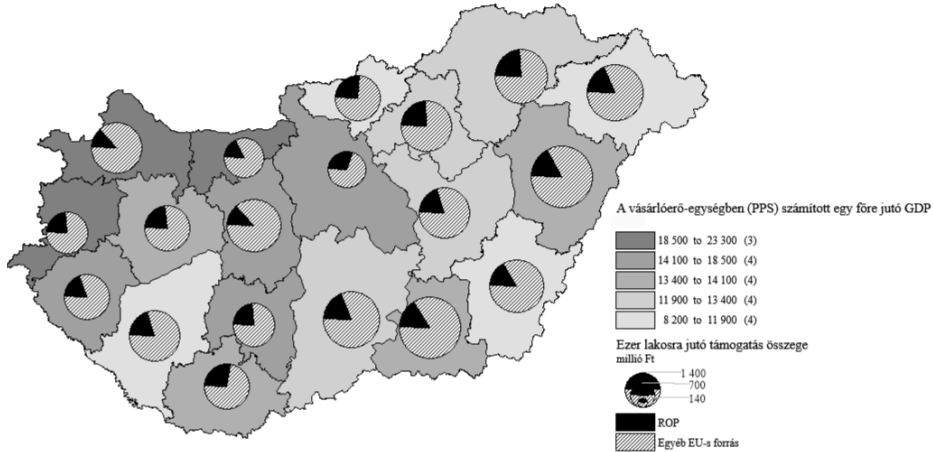 A vásárlóerő-egységben (PPS) számított egy főre jutó GDP
18 500 to 23 300 (3)
14 100 to 18 500 (4)
13 400 to 14 100 (4)
11 900 to 13 400 (4)
8 200 to 11 900 (4)
Ezer lakosra jutó támogatás összege
millió Ft
1 400
700
140
ROP
Egyéb EU-s forrás